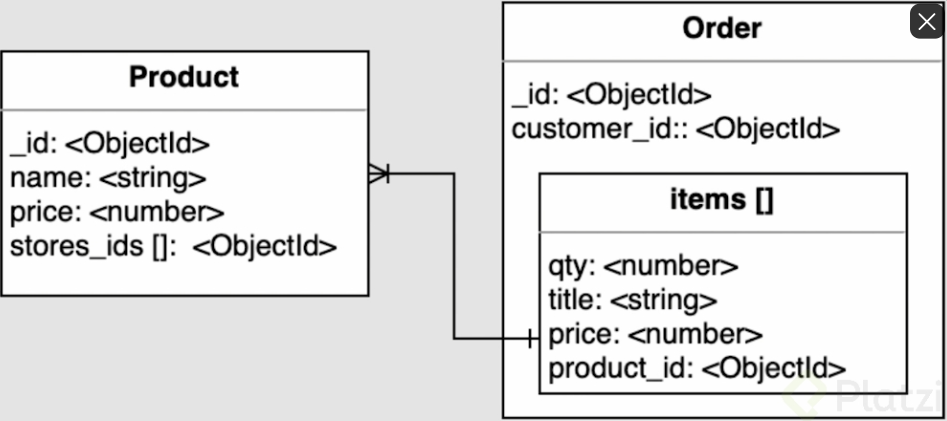 Product
_id: <ObjectId>
name: <string>
price: <number>
stores_ids []:  <ObjectId>
Order
_id: <ObjectId>
customer_id:: <ObjectId>
items []
qty: <number>
title: <string>
price: <number>
product_id: <ObjectId>
Platzi